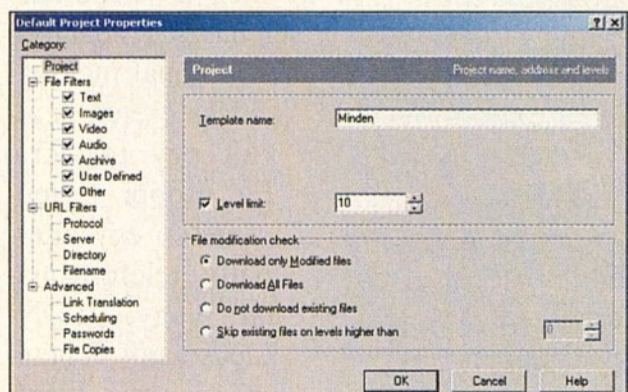 Default Project Properties
Category:
Project
File Filters
Text
Images
Video
Audio
Archive
User Defined
Other
URL Filters
Protocol
Server
Directory
Filename
Advanced
Link Translation
Scheduling
Passwords
File Copies
Project Project name, address and levels
Template name: Minden
Level limit: 10
File modification check
Download only Modified files
Download All Files
Do not download existing files
Skip existing files on levels higher than 0
OK Cancel Help